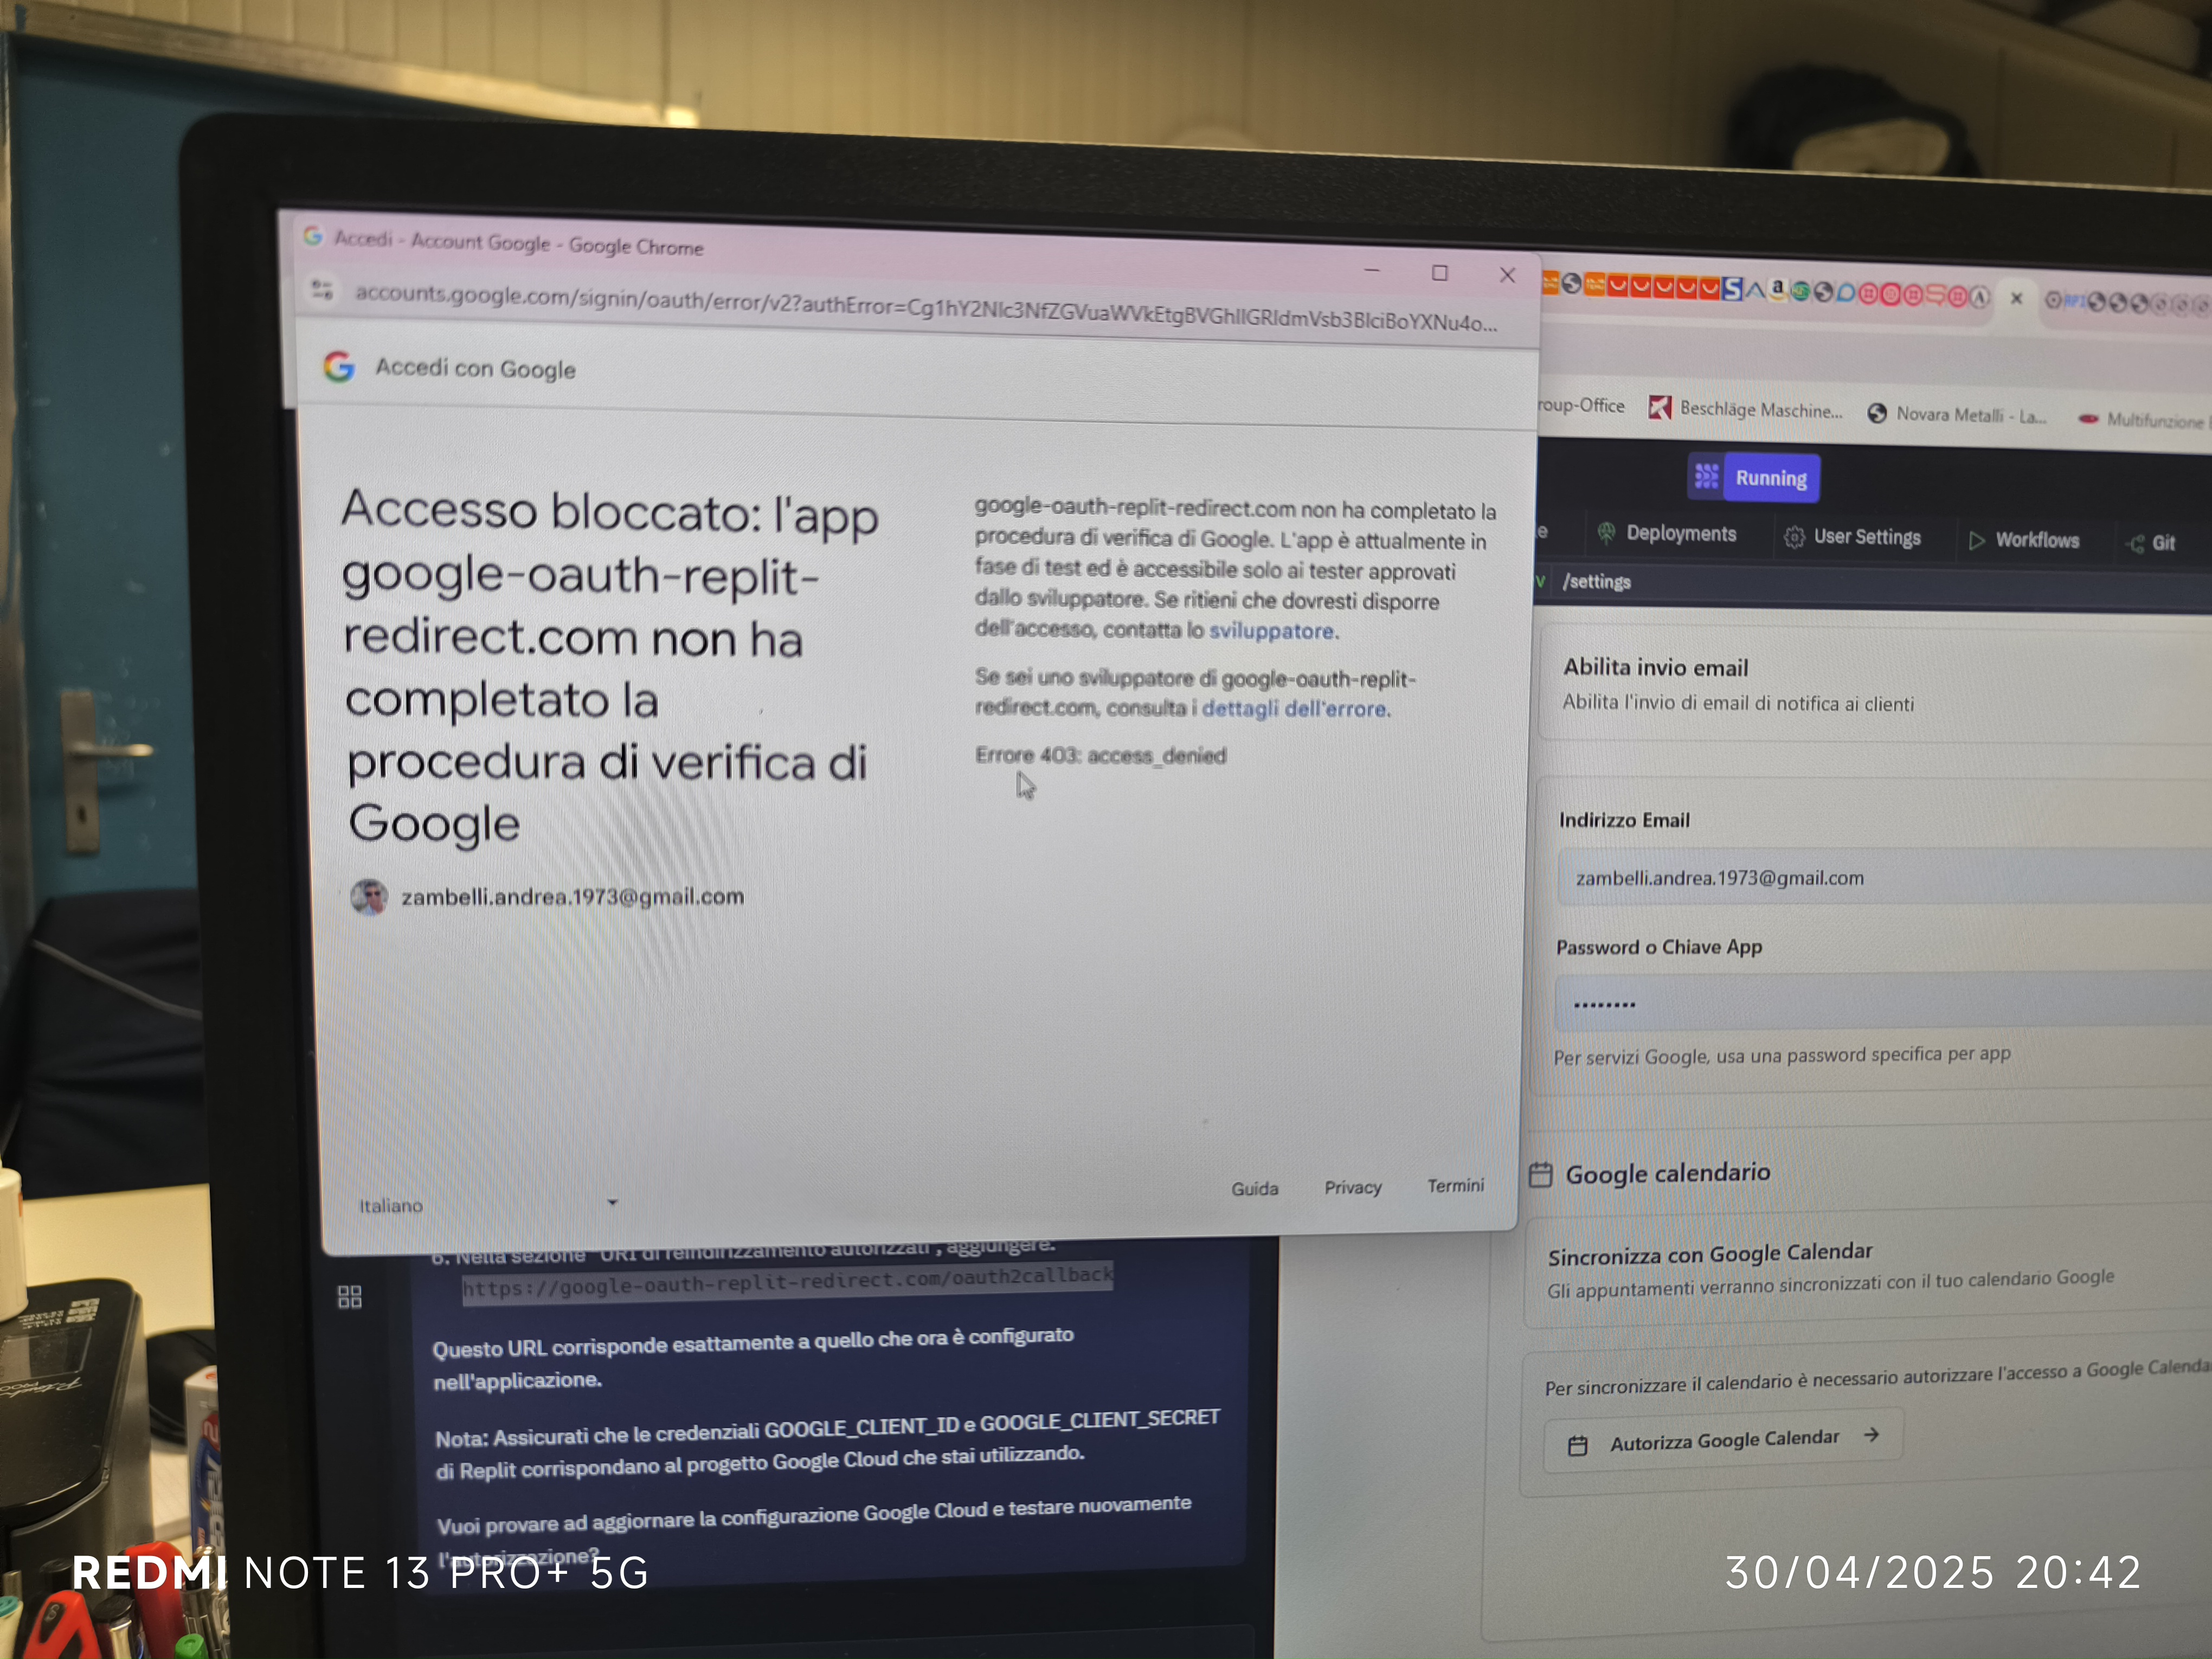 Accedi - Account Google - Google Chrome
accounts.google.com/signin/oauth/error/v2?authError=Cg1hY2Nlc3NfZGVuaWVkEtgBVGhlIGRldmVsb3BlciBoYXNu4o...
Accedi con Google
Accesso bloccato: l'app
google-oauth-replit-
redirect.com non ha
completato la
procedura di verifica di
Google
zambelli.andrea.1973@gmail.com
google-oauth-replit-redirect.com non ha completato la
procedura di verifica di Google. L'app è attualmente in
fase di test ed è accessibile solo ai tester approvati
dallo sviluppatore. Se ritieni che dovresti disporre
dell'accesso, contatta lo sviluppatore.
Se sei uno sviluppatore di google-oauth-replit-
redirect.com, consulta i dettagli dell'errore.
Errore 403: access_denied
Italiano
Guida Privacy Termini
roup-Office Beschläge Maschine... Novara Metalli - La... Multifunzione
Running
e Deployments User Settings Workflows Git
v /settings
Abilita invio email
Abilita l'invio di email di notifica ai clienti
Indirizzo Email
zambelli.andrea.1973@gmail.com
Password o Chiave App
••••••••
Per servizi Google, usa una password specifica per app
Google calendario
Sincronizza con Google Calendar
Gli appuntamenti verranno sincronizzati con il tuo calendario Google
Per sincronizzare il calendario è necessario autorizzare l'accesso a Google Calenda
Autorizza Google Calendar →
6. Nella sezione "URI di reindirizzamento autorizzati", aggiungere:
https://google-oauth-replit-redirect.com/oauth2callback
Questo URL corrisponde esattamente a quello che ora è configurato
nell'applicazione.
Nota: Assicurati che le credenziali GOOGLE_CLIENT_ID e GOOGLE_CLIENT_SECRET
di Replit corrispondano al progetto Google Cloud che stai utilizzando.
Vuoi provare ad aggiornare la configurazione Google Cloud e testare nuovamente
l'autorizzazione?
REDMI NOTE 13 PRO+ 5G
30/04/2025 20:42